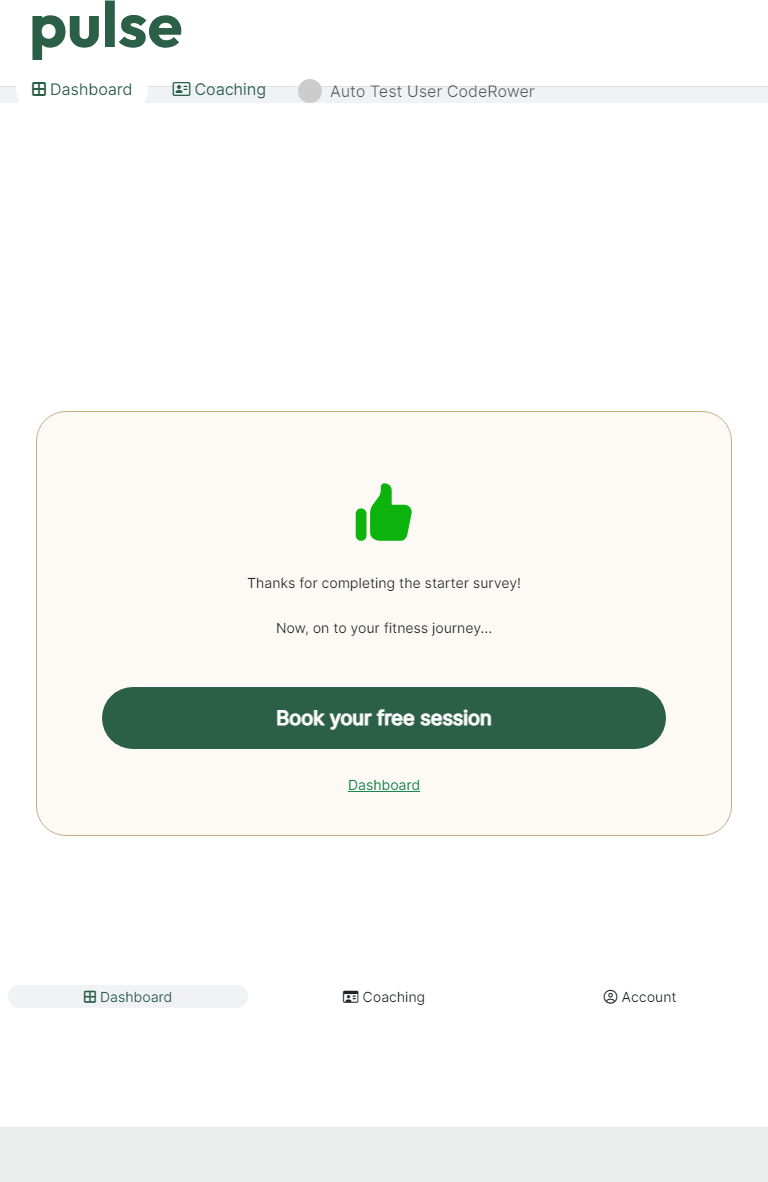 pulse
Dashboard Coaching Auto Test User CodeRower
Thanks for completing the starter survey!
Now, on to your fitness journey...
Book your free session
Dashboard
Dashboard Coaching Account